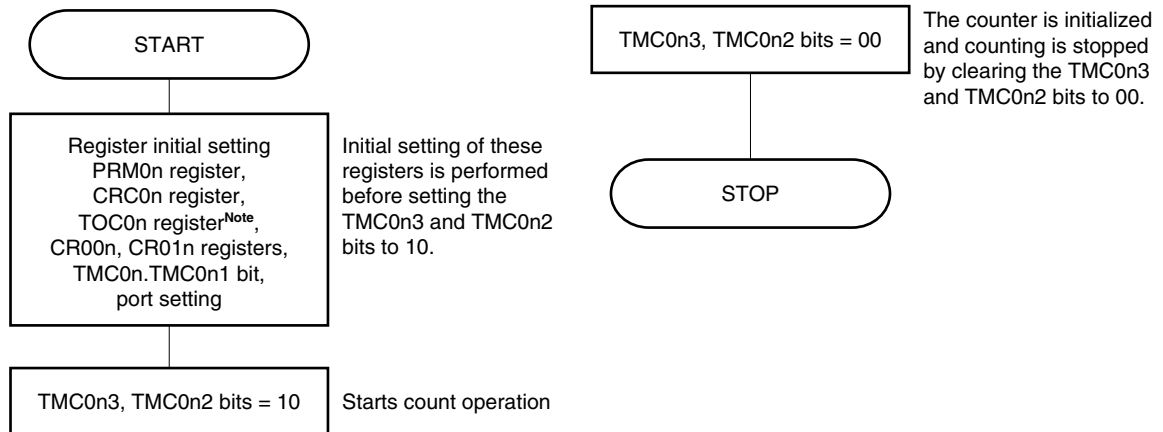 START
Register initial setting
PRM0n register,
CRC0n register,
TOC0n registerNote,
CR00n, CR01n registers,
TMC0n.TMC0n1 bit,
port setting
Initial setting of these
registers is performed
before setting the
TMC0n3 and TMC0n2
bits to 10.
TMC0n3, TMC0n2 bits = 10
Starts count operation
TMC0n3, TMC0n2 bits = 00
The counter is initialized
and counting is stopped
by clearing the TMC0n3
and TMC0n2 bits to 00.
STOP